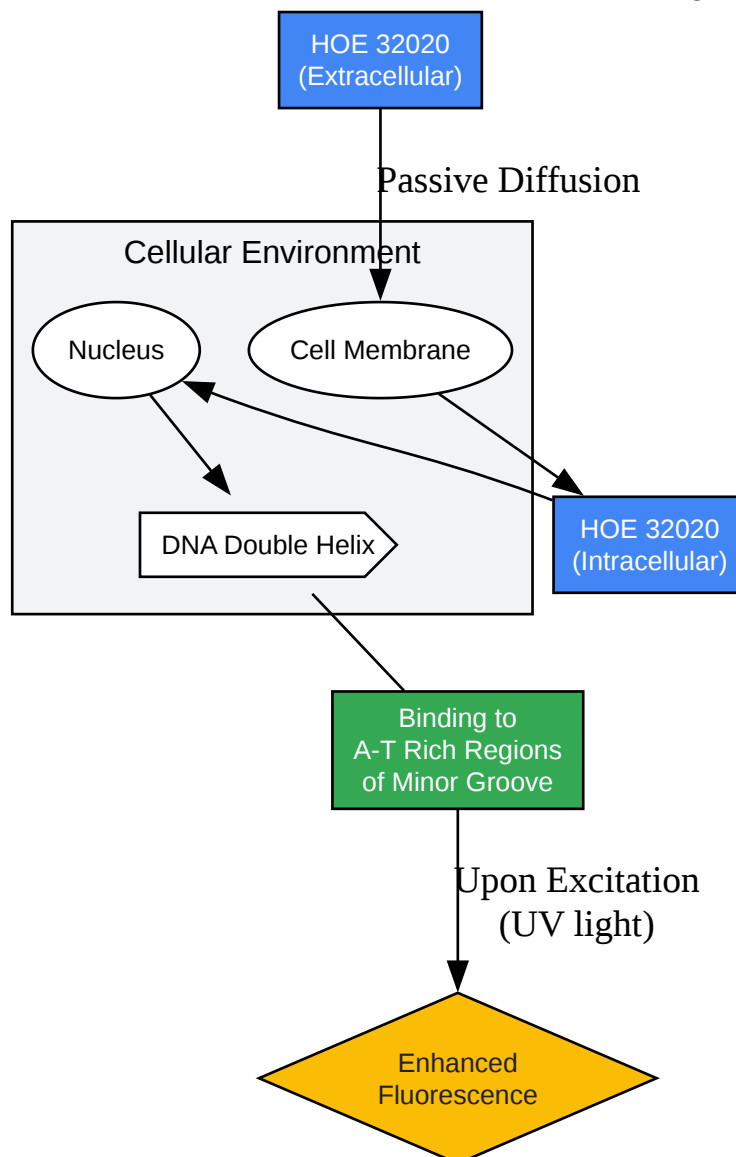 HOE 32020
(Extracellular)
Passive Diffusion
Cellular Environment
Nucleus
Cell Membrane
HOE 32020
(Intracellular)
DNA Double Helix
Binding to
A-T Rich Regions
of Minor Groove
Upon Excitation
(UV light)
Enhanced
Fluorescence